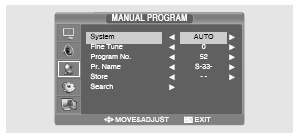 MANUAL PROGRAM
System ◀ AUTO ▶
Fine Tune ◀ 0 ▶
Program No. ◀ 52 ▶
Pr. Name ◀ S-33- ▶
Store ◀ - - ▶
Search ◀ ▶
MOVE&ADJUST EXIT